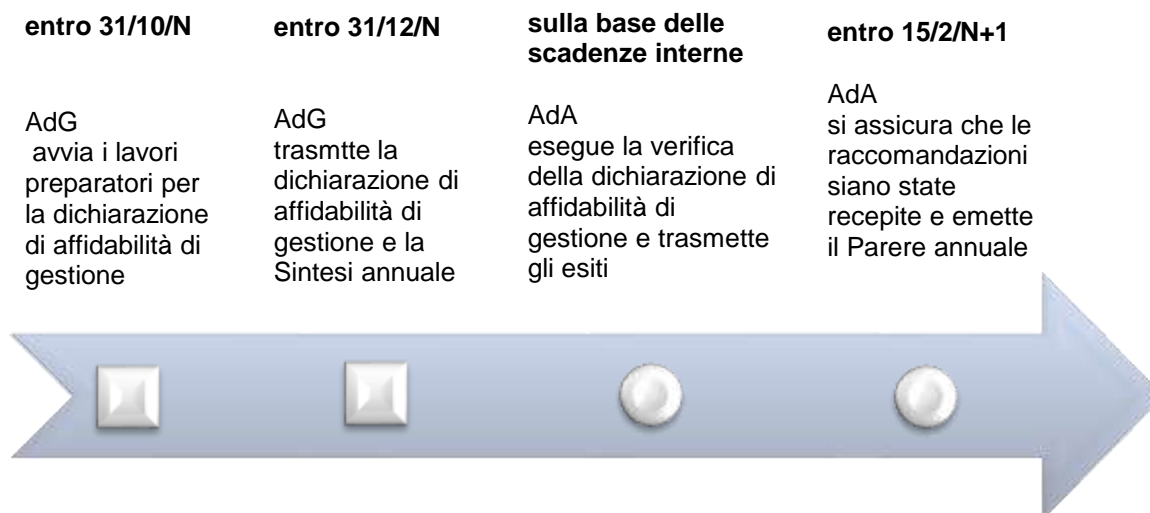 entro 31/10/N
AdG
avvia i lavori
preparatori per
la dichiarazione
di affidabilità di
gestione
entro 31/12/N
AdG
trasmtte la
dichiarazione di
affidabilità di
gestione e la
Sintesi annuale
sulla base delle
scadenze interne
AdA
esegue la verifica
della dichiarazione di
affidabilità di
gestione e trasmette
gli esiti
entro 15/2/N+1
AdA
si assicura che le
raccomandazioni
siano state
recepite e emette
il Parere annuale